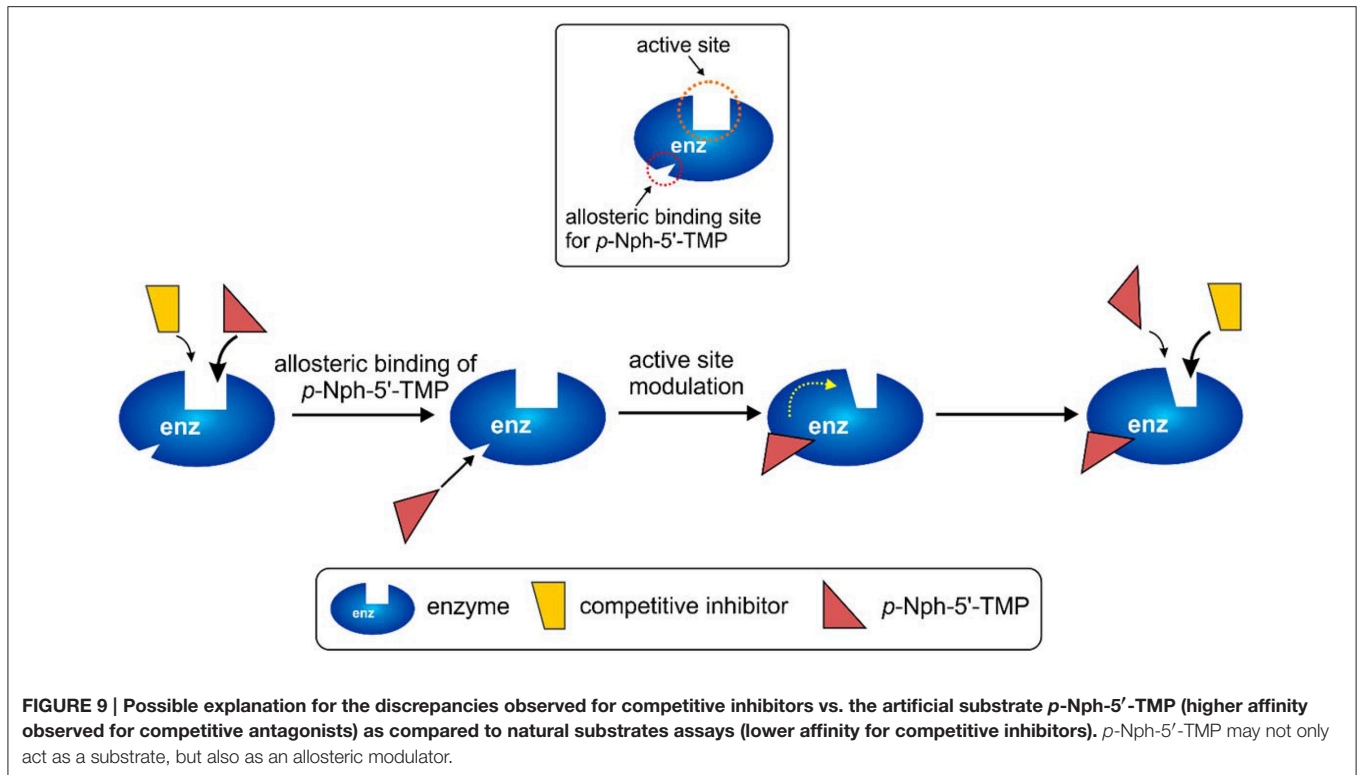 active site
enz
allosteric binding site
for p-Nph-5'-TMP
allosteric binding of
p-Nph-5'-TMP
active site
modulation
enz
enz
enz
enz
enz
enzyme
competitive inhibitor
p-Nph-5'-TMP
FIGURE 9 | Possible explanation for the discrepancies observed for competitive inhibitors vs. the artificial substrate p-Nph-5′-TMP (higher affinity
observed for competitive antagonists) as compared to natural substrates assays (lower affinity for competitive inhibitors). p-Nph-5′-TMP may not only
act as a substrate, but also as an allosteric modulator.